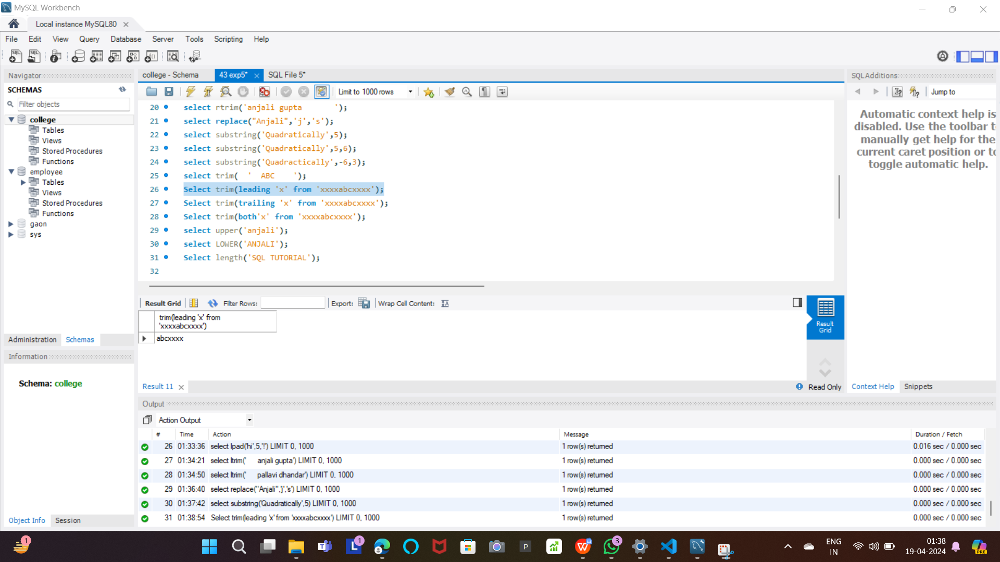 MySQL Workbench
Local instance MySQL80
File Edit View Query Database Server Tools Scripting Help
Navigator
SCHEMAS
Filter objects
college
Tables
Views
Stored Procedures
Functions
employee
Tables
Views
Stored Procedures
Functions
gaon
sys
Administration Schemas
Information
Schema: college
Object Info Session
college - Schema 43 exp5* SQL File 5*
Limit to 1000 rows
20 select rtrim('anjali gupta       ');
21 select replace("Anjali",'j','s');
22 select substring('Quadratically',5);
23 select substring('Quadratically',5,6);
24 select substring('Quadractically',-6,3);
25 select trim(  '  ABC    ');
26 Select trim(leading 'x' from 'xxxxabcxxxx');
27 Select trim(trailing 'x' from 'xxxxabcxxxx');
28 Select trim(both'x' from 'xxxxabcxxxx');
29 select upper('anjali');
30 select LOWER('ANJALI');
31 Select length('SQL TUTORIAL');
32
Result Grid Filter Rows: Export: Wrap Cell Content:
trim(leading 'x' from
'xxxxabcxxxx')
abcxxxx
Result
Grid
Result 11
Read Only
SQLAdditions
Jump to
Automatic context help is
disabled. Use the toolbar t
manually get help for the
current caret position or to
toggle automatic help.
Context Help Snippets
Output
Action Output
# Time Action Message Duration / Fetch
26 01:33:36 select lpad('hi',5,'!') LIMIT 0, 1000 1 row(s) returned 0.016 sec / 0.000 sec
27 01:34:21 select ltrim('      anjali gupta') LIMIT 0, 1000 1 row(s) returned 0.000 sec / 0.000 sec
28 01:34:50 select ltrim('      pallavi dhandar') LIMIT 0, 1000 1 row(s) returned 0.000 sec / 0.000 sec
29 01:36:40 select replace("Anjali",'j','s') LIMIT 0, 1000 1 row(s) returned 0.000 sec / 0.000 sec
30 01:37:42 select substring('Quadratically',5) LIMIT 0, 1000 1 row(s) returned 0.000 sec / 0.000 sec
31 01:38:54 Select trim(leading 'x' from 'xxxxabcxxxx') LIMIT 0, 1000 1 row(s) returned 0.000 sec / 0.000 sec
1
1
3
ENG
IN
01:38
19-04-2024
PRE